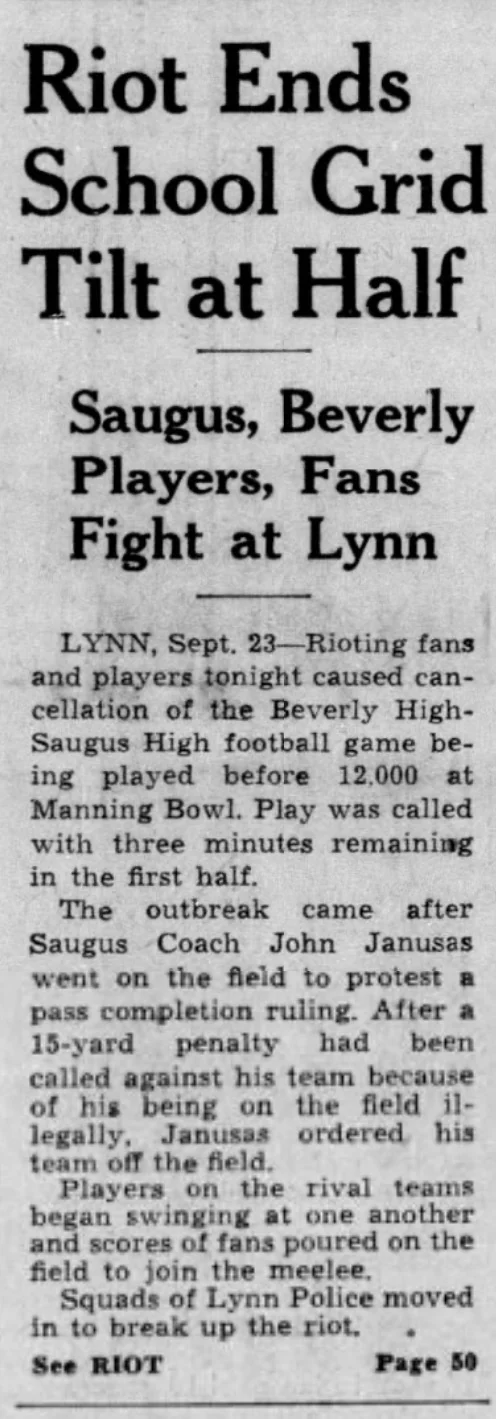 Riot Ends
School Grid
Tilt at Half
Saugus, Beverly
Players, Fans
Fight at Lynn
LYNN, Sept. 23—Rioting fans
and players tonight caused can-
cellation of the Beverly High-
Saugus High football game be-
ing played before 12,000 at
Manning Bowl. Play was called
with three minutes remaining
in the first half.
The outbreak came after
Saugus Coach John Janusas
went on the field to protest a
pass completion ruling. After a
15-yard penalty had been
called against his team because
of his being on the field il-
legally, Janusas ordered his
team off the field.
Players on the rival teams
began swinging at one another
and scores of fans poured on the
field to join the meelee.
Squads of Lynn Police moved
in to break up the riot.
See RIOT Page 50